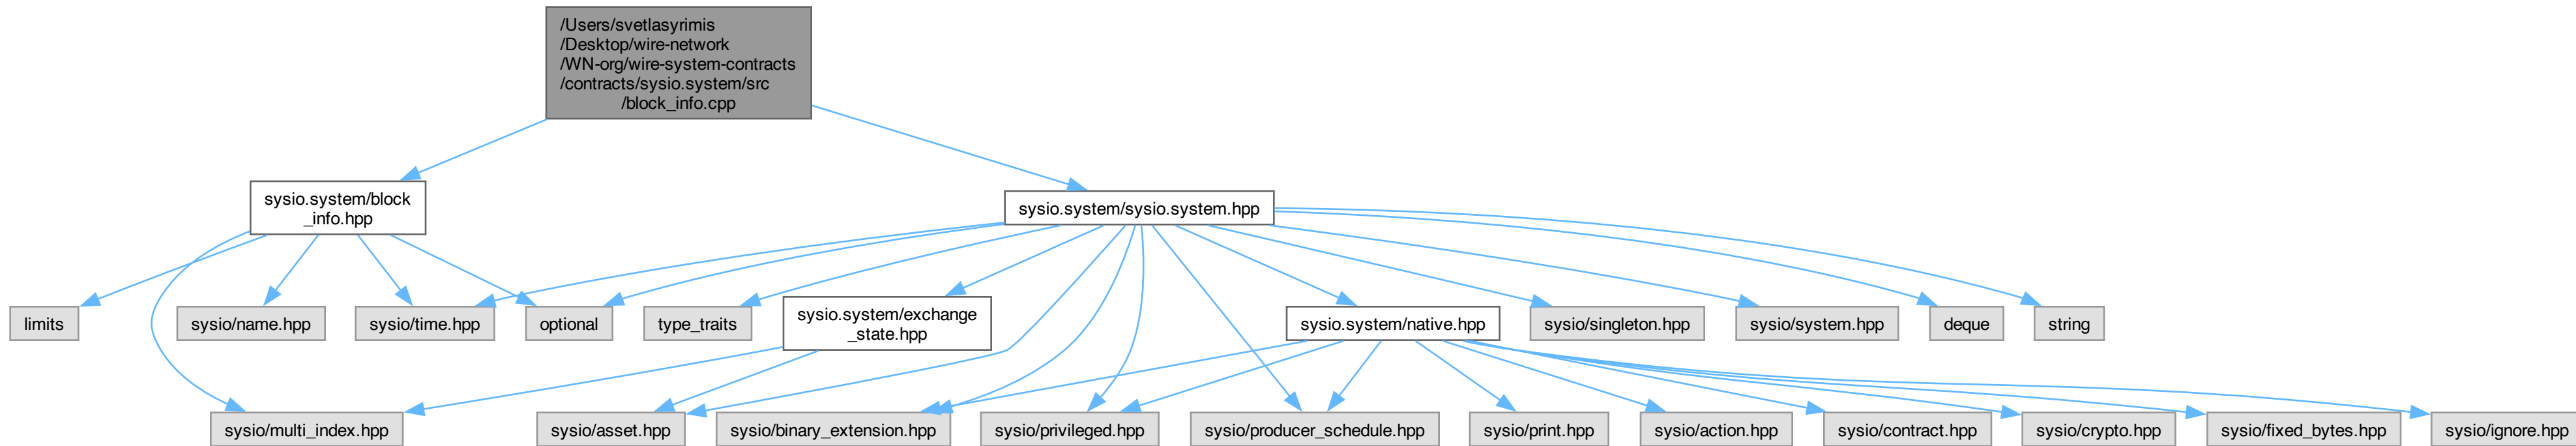 /Users/svetlasyrimis
/Desktop/wire-network
/WN-org/wire-system-contracts
/contracts/sysio.system/src
/block_info.cpp
sysio.system/block
_info.hpp
sysio.system/sysio.system.hpp
limits
sysio/name.hpp
sysio/time.hpp
optional
type_traits
sysio.system/exchange
_state.hpp
sysio.system/native.hpp
sysio/singleton.hpp
sysio/system.hpp
deque
string
sysio/multi_index.hpp
sysio/asset.hpp
sysio/binary_extension.hpp
sysio/privileged.hpp
sysio/producer_schedule.hpp
sysio/print.hpp
sysio/action.hpp
sysio/contract.hpp
sysio/crypto.hpp
sysio/fixed_bytes.hpp
sysio/ignore.hpp